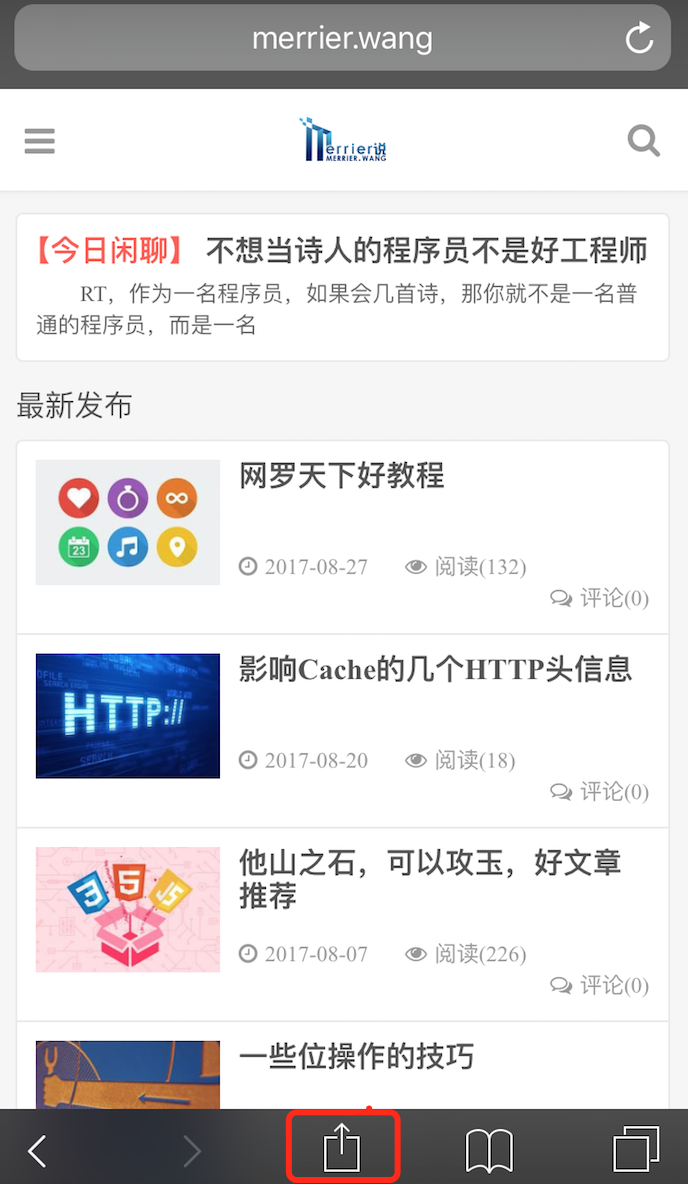 merrier.wang
merrier说
MERRIER.WANG
【今日闲聊】 不想当诗人的程序员不是好工程师
RT，作为一名程序员，如果会几首诗，那你就不是一名普
通的程序员，而是一名
最新发布
网罗天下好教程
23
2017-08-27 阅读(132)
评论(0)
HTTP://
影响Cache的几个HTTP头信息
2017-08-20 阅读(18)
评论(0)
3 5 JS
他山之石，可以攻玉，好文章
推荐
2017-08-07 阅读(226)
评论(0)
一些位操作的技巧